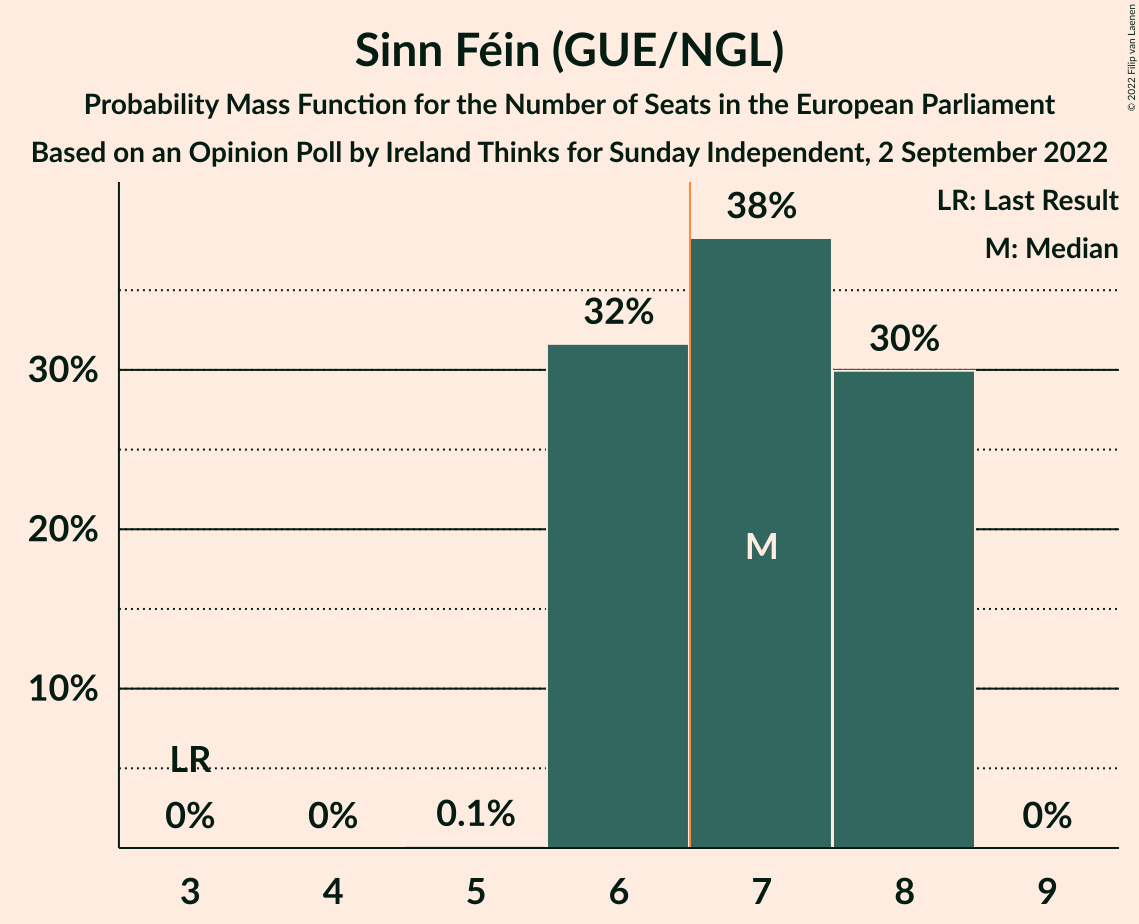 Sinn Féin (GUE/NGL)
Probability Mass Function for the Number of Seats in the European Parliament
Based on an Opinion Poll by Ireland Thinks for Sunday Independent, 2 September 2022
© 2022 Filip van Laenen
LR: Last Result
M: Median
38%
32%
30%
30%
20%
M
10%
LR
0%
0%
0.1%
0%
3
4
5
6
7
8
9